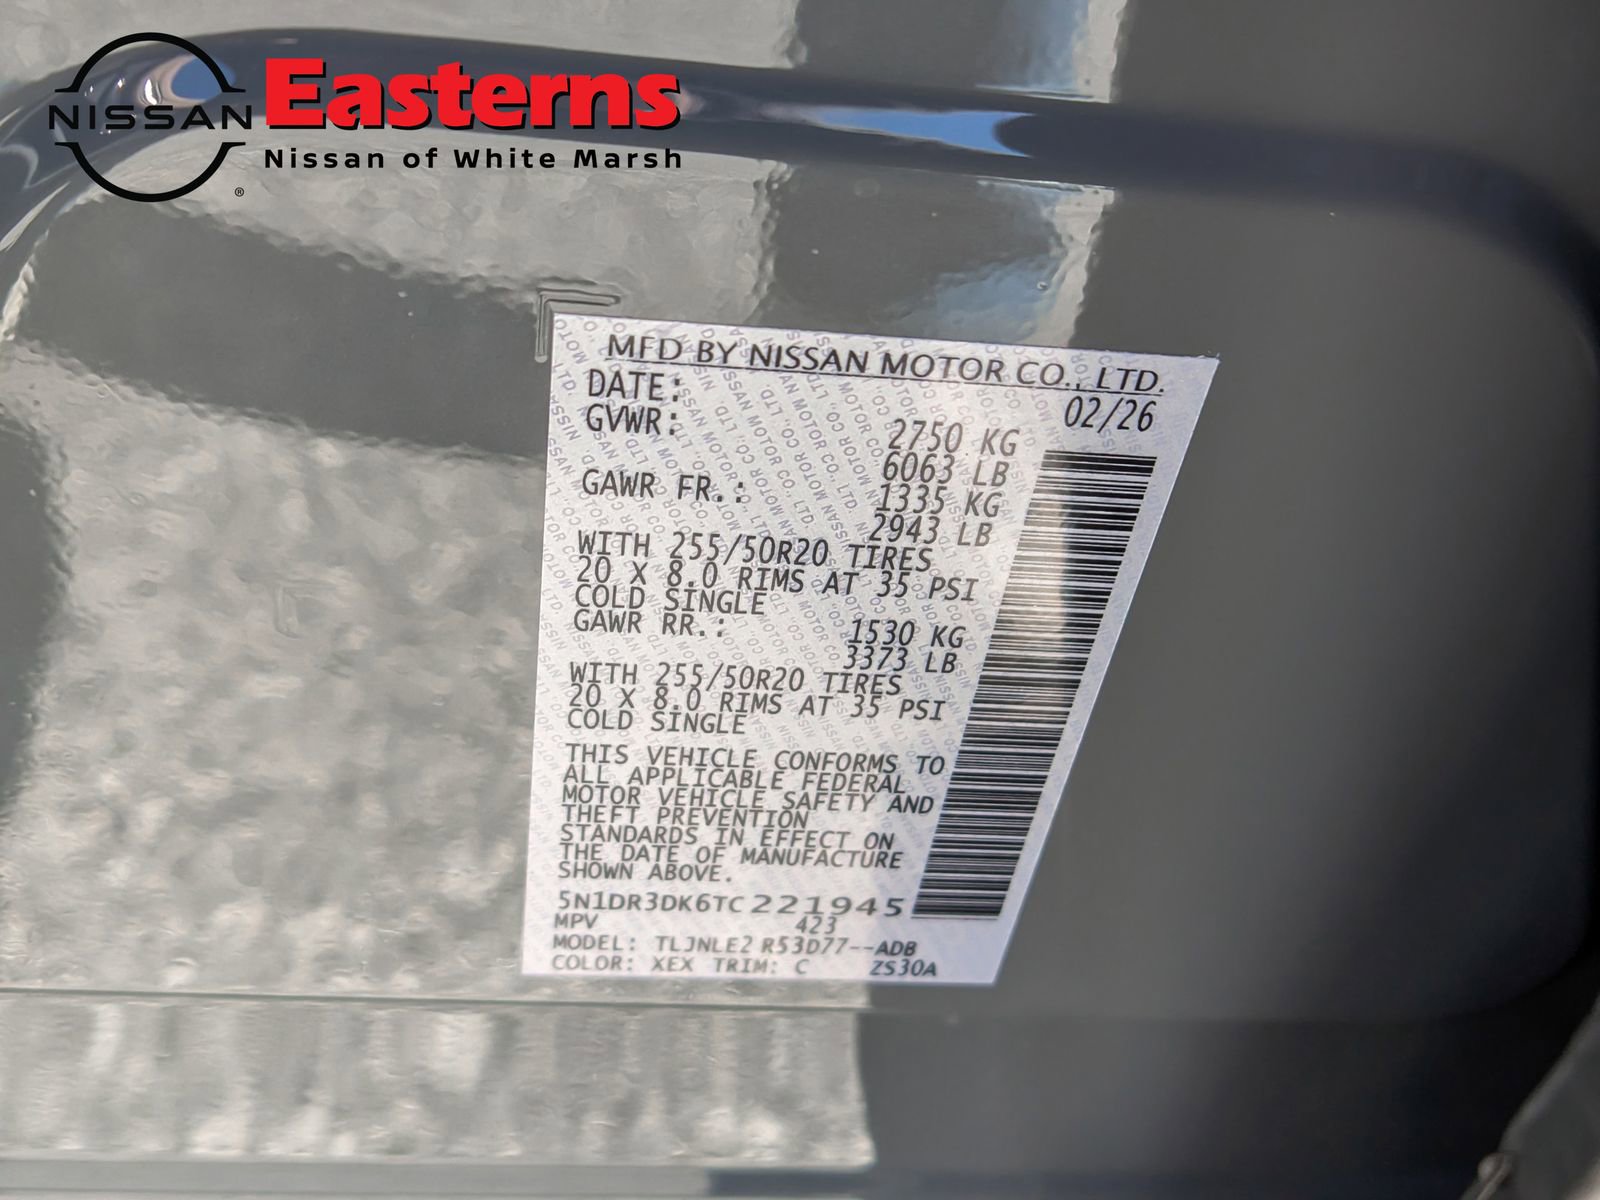 NISSAN
®
Easterns
Nissan of White Marsh
MFD BY NISSAN MOTOR CO., LTD.
DATE: 02/26
GVWR: 2750 KG
6063 LB
GAWR FR.: 1335 KG
2943 LB
WITH 255/50R20 TIRES
20 X 8.0 RIMS AT 35 PSI
COLD SINGLE
GAWR RR.: 1530 KG
3373 LB
WITH 255/50R20 TIRES
20 X 8.0 RIMS AT 35 PSI
COLD SINGLE
THIS VEHICLE CONFORMS TO
ALL APPLICABLE FEDERAL
MOTOR VEHICLE SAFETY AND
THEFT PREVENTION
STANDARDS IN EFFECT ON
THE DATE OF MANUFACTURE
SHOWN ABOVE.
5N1DR3DK6TC221945
MPV 423
MODEL: TLJNLE2 R53D77--ADB
COLOR: XEX TRIM: C ZS30A